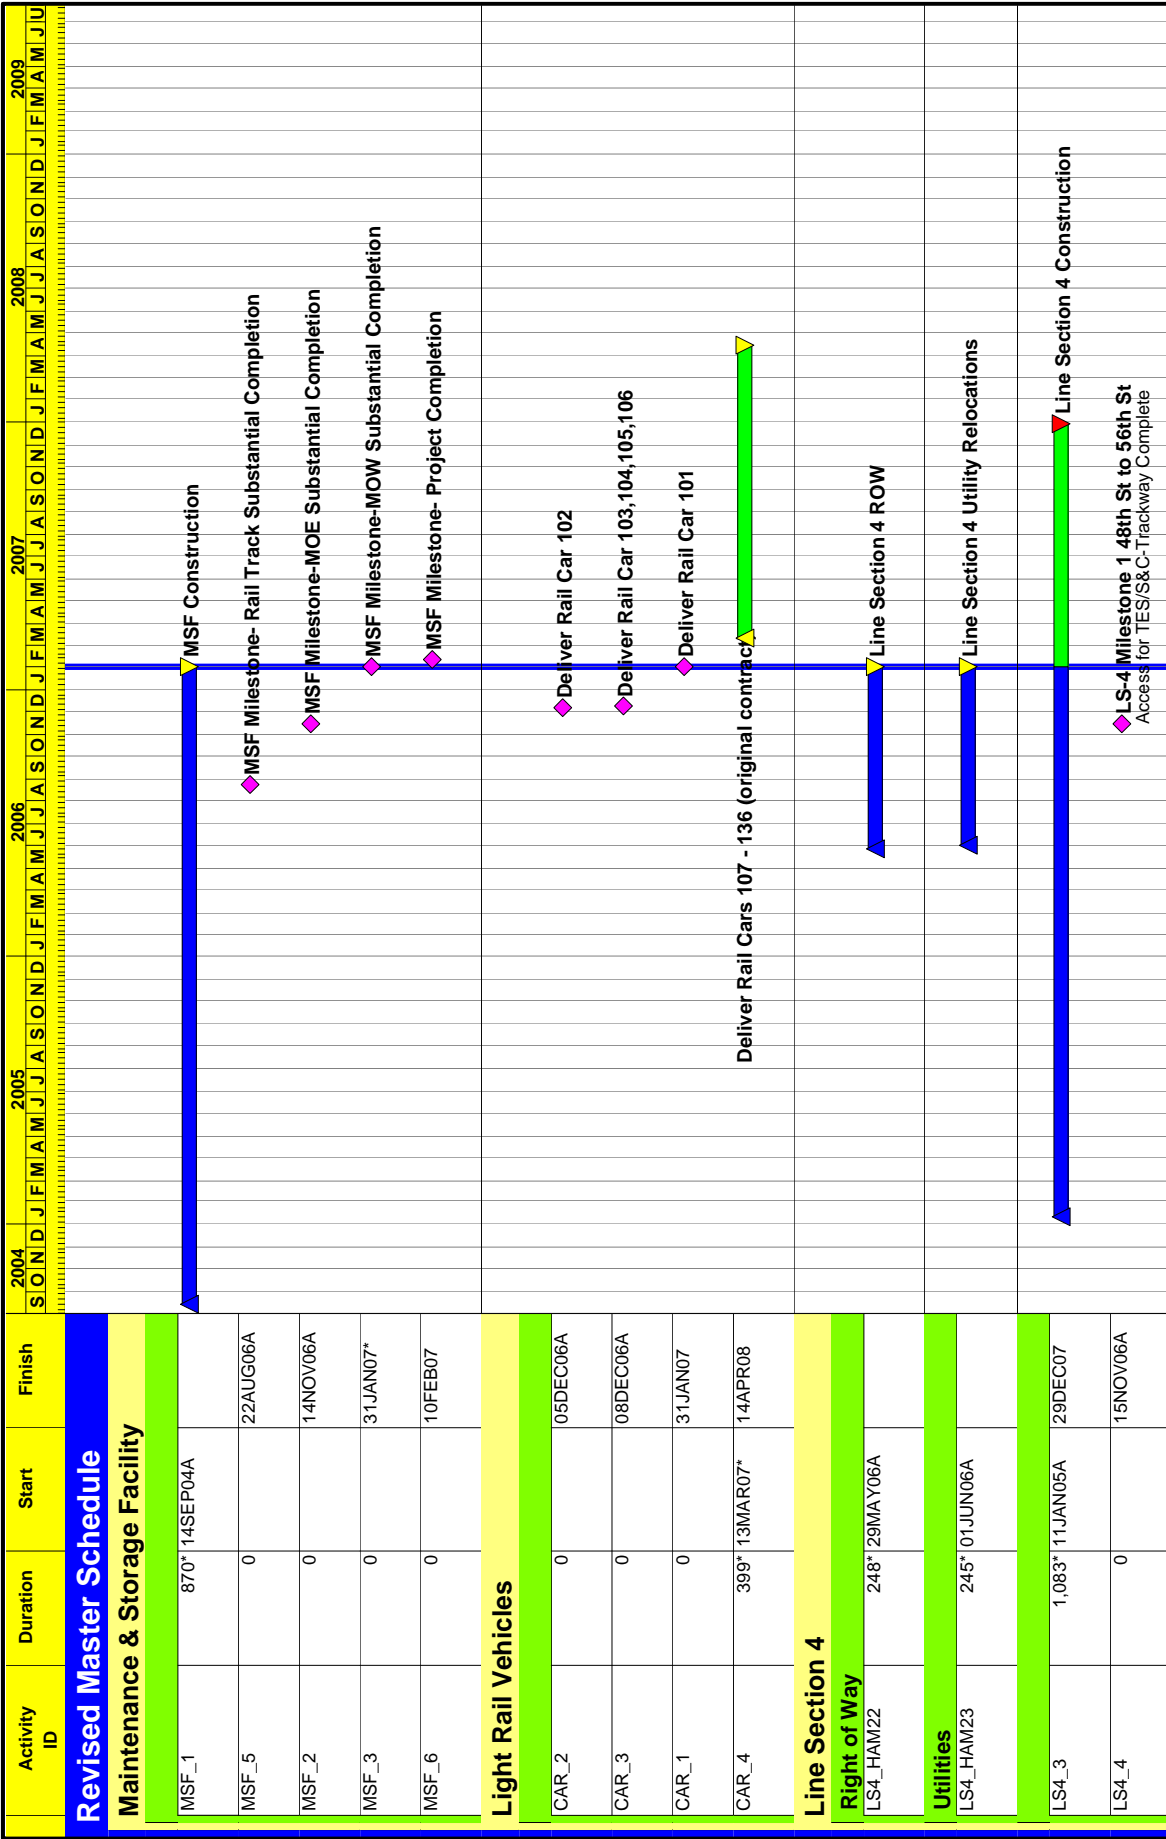 Activity ID Duration Start Finish
2004 2005 2006 2007 2008 2009
S O N D J F M A M J J A S O N D J F M A M J J A S O N D J F M A M J J A S O N D J F M A M J J A S O N D J F M A M J U
Revised Master Schedule
Maintenance & Storage Facility
MSF_1 870* 14SEP04A MSF Construction
MSF_5 0 22AUG06A MSF Milestone- Rail Track Substantial Completion
MSF_2 0 14NOV06A MSF Milestone-MOE Substantial Completion
MSF_3 0 31JAN07* MSF Milestone-MOW Substantial Completion
MSF_6 0 10FEB07 MSF Milestone- Project Completion
Light Rail Vehicles
CAR_2 0 05DEC06A Deliver Rail Car 102
CAR_3 0 08DEC06A Deliver Rail Car 103,104,105,106
CAR_1 0 31JAN07 Deliver Rail Car 101
CAR_4 399* 13MAR07* 14APR08 Deliver Rail Cars 107 - 136 (original contract
Line Section 4
Right of Way
LS4_HAM22 248* 29MAY06A Line Section 4 ROW
Utilities
LS4_HAM23 245* 01JUN06A Line Section 4 Utility Relocations
LS4_3 1,083* 11JAN05A 29DEC07 Line Section 4 Construction
LS4_4 0 15NOV06A LS-4 Milestone 1 48th St to 56th St
Access for TES/S&C-Trackway Complete